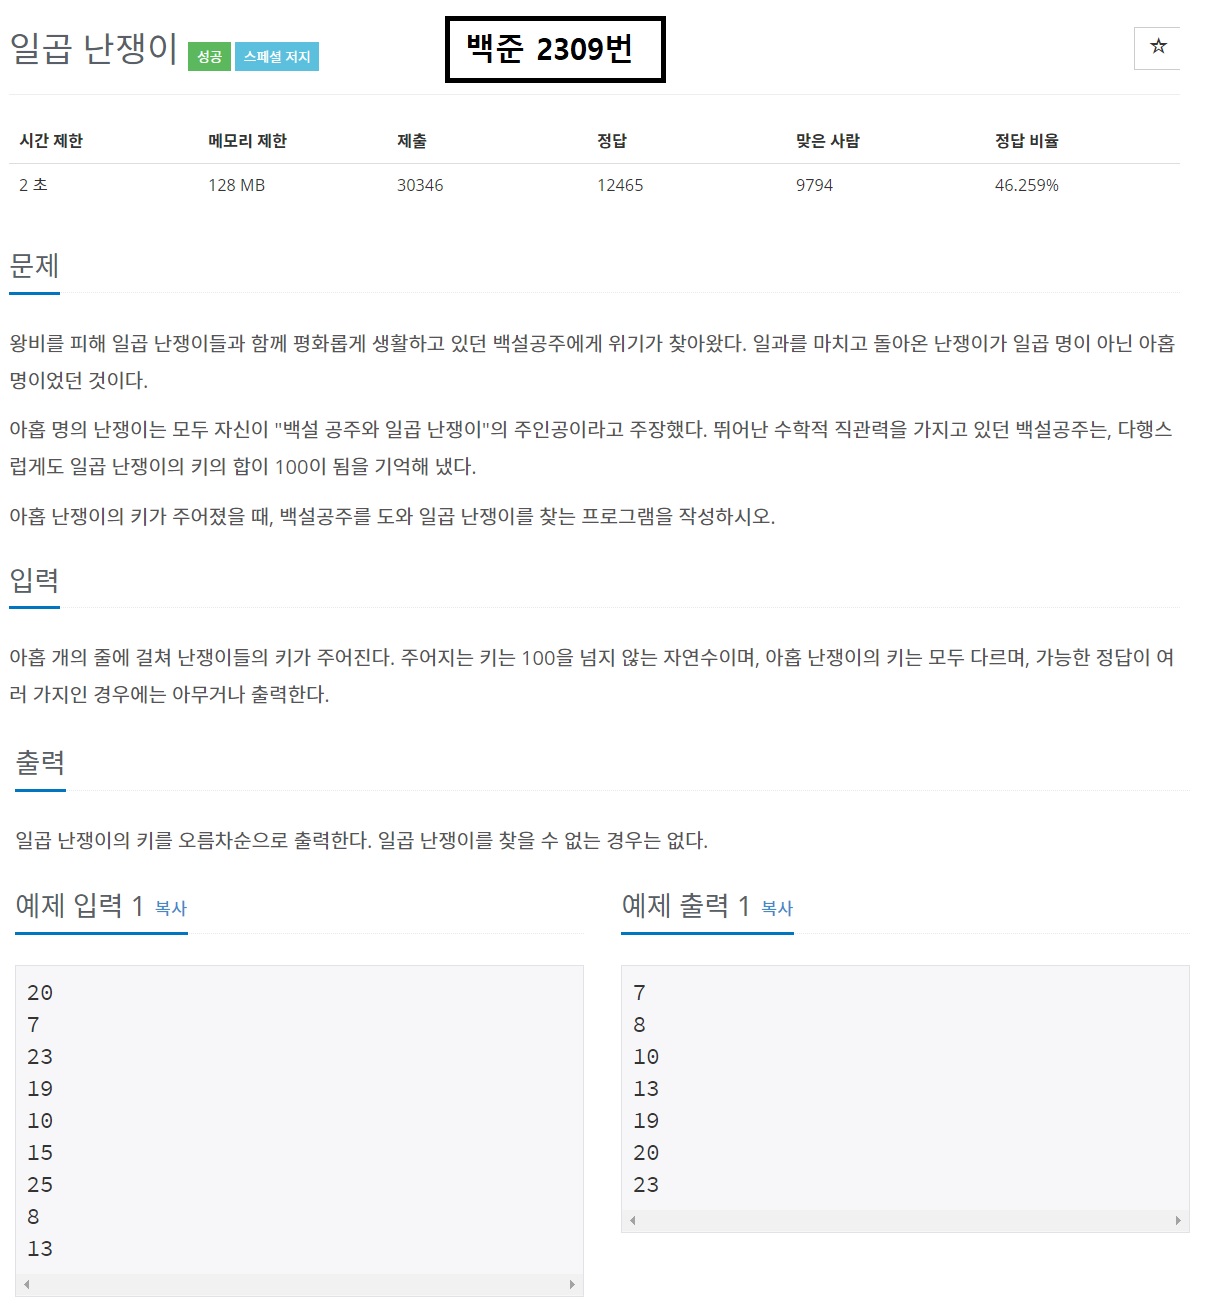 일곱 난쟁이 성공 스페셜 저지
백준 2309번
☆
시간 제한 메모리 제한 제출 정답 맞은 사람 정답 비율
2 초 128 MB 30346 12465 9794 46.259%
문제
왕비를 피해 일곱 난쟁이들과 함께 평화롭게 생활하고 있던 백설공주에게 위기가 찾아왔다. 일과를 마치고 돌아온 난쟁이가 일곱 명이 아닌 아홉
명이었던 것이다.
아홉 명의 난쟁이는 모두 자신이 "백설 공주와 일곱 난쟁이"의 주인공이라고 주장했다. 뛰어난 수학적 직관력을 가지고 있던 백설공주는, 다행스
럽게도 일곱 난쟁이의 키의 합이 100이 됨을 기억해 냈다.
아홉 난쟁이의 키가 주어졌을 때, 백설공주를 도와 일곱 난쟁이를 찾는 프로그램을 작성하시오.
입력
아홉 개의 줄에 걸쳐 난쟁이들의 키가 주어진다. 주어지는 키는 100을 넘지 않는 자연수이며, 아홉 난쟁이의 키는 모두 다르며, 가능한 정답이 여
러 가지인 경우에는 아무거나 출력한다.
출력
일곱 난쟁이의 키를 오름차순으로 출력한다. 일곱 난쟁이를 찾을 수 없는 경우는 없다.
예제 입력 1 복사
20
7
23
19
10
15
25
8
13
예제 출력 1 복사
7
8
10
13
19
20
23